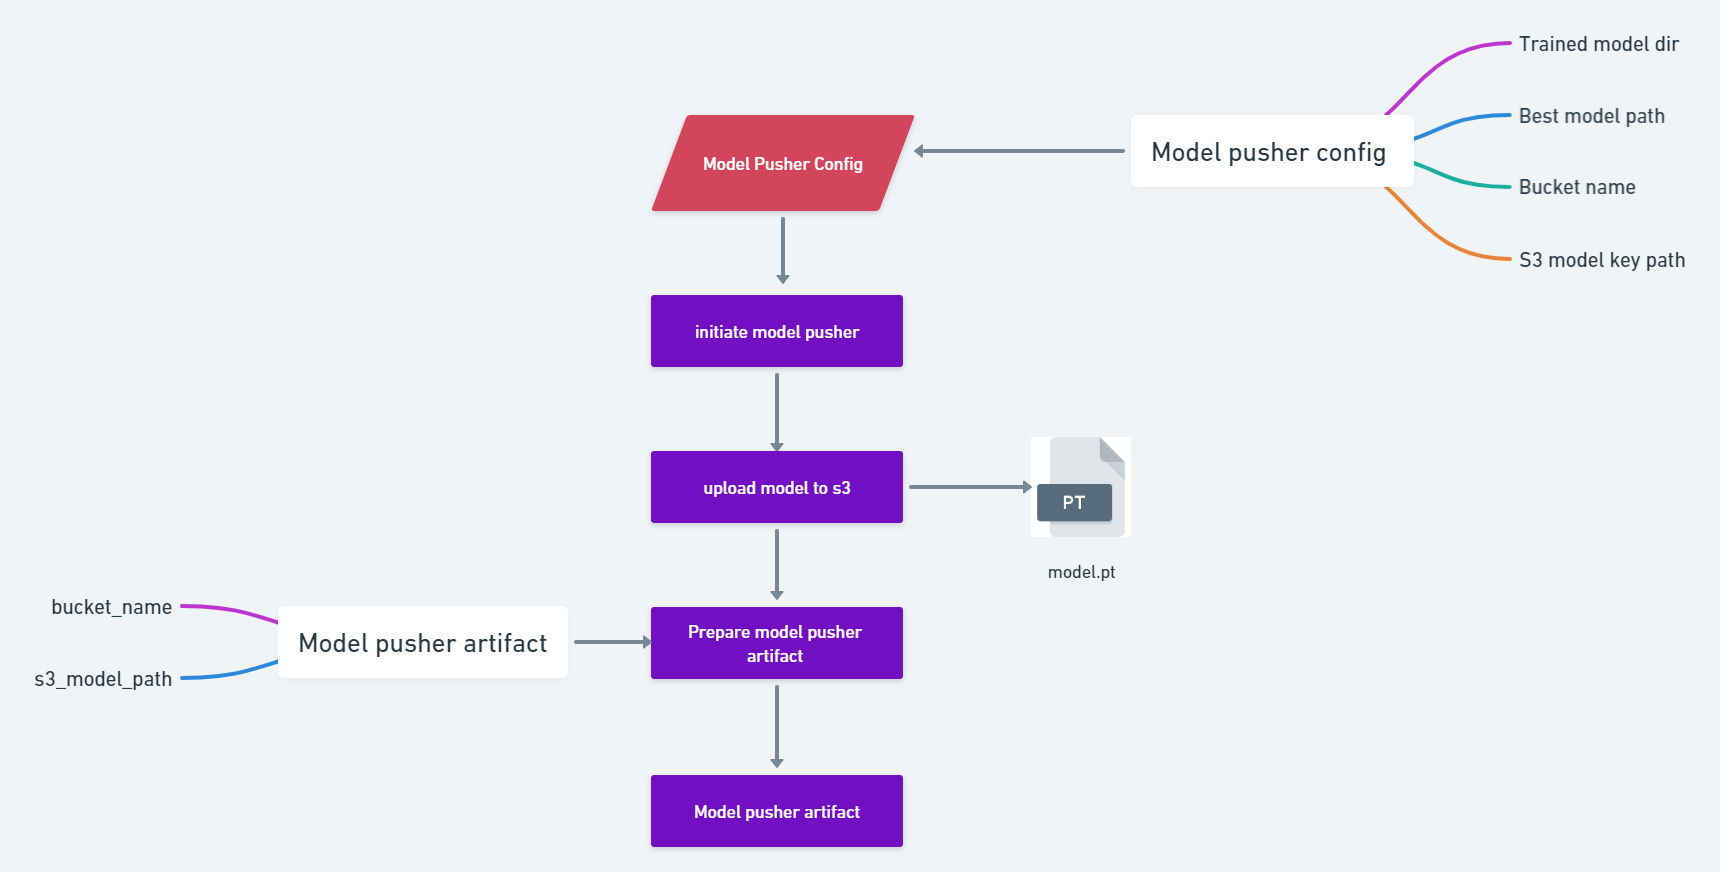 Trained model dir
Best model path
Model Pusher Config
Model pusher config
Bucket name
S3 model key path
initiate model pusher
upload model to s3
PT
model.pt
bucket_name
Model pusher artifact
s3_model_path
Prepare model pusher
artifact
Model pusher artifact